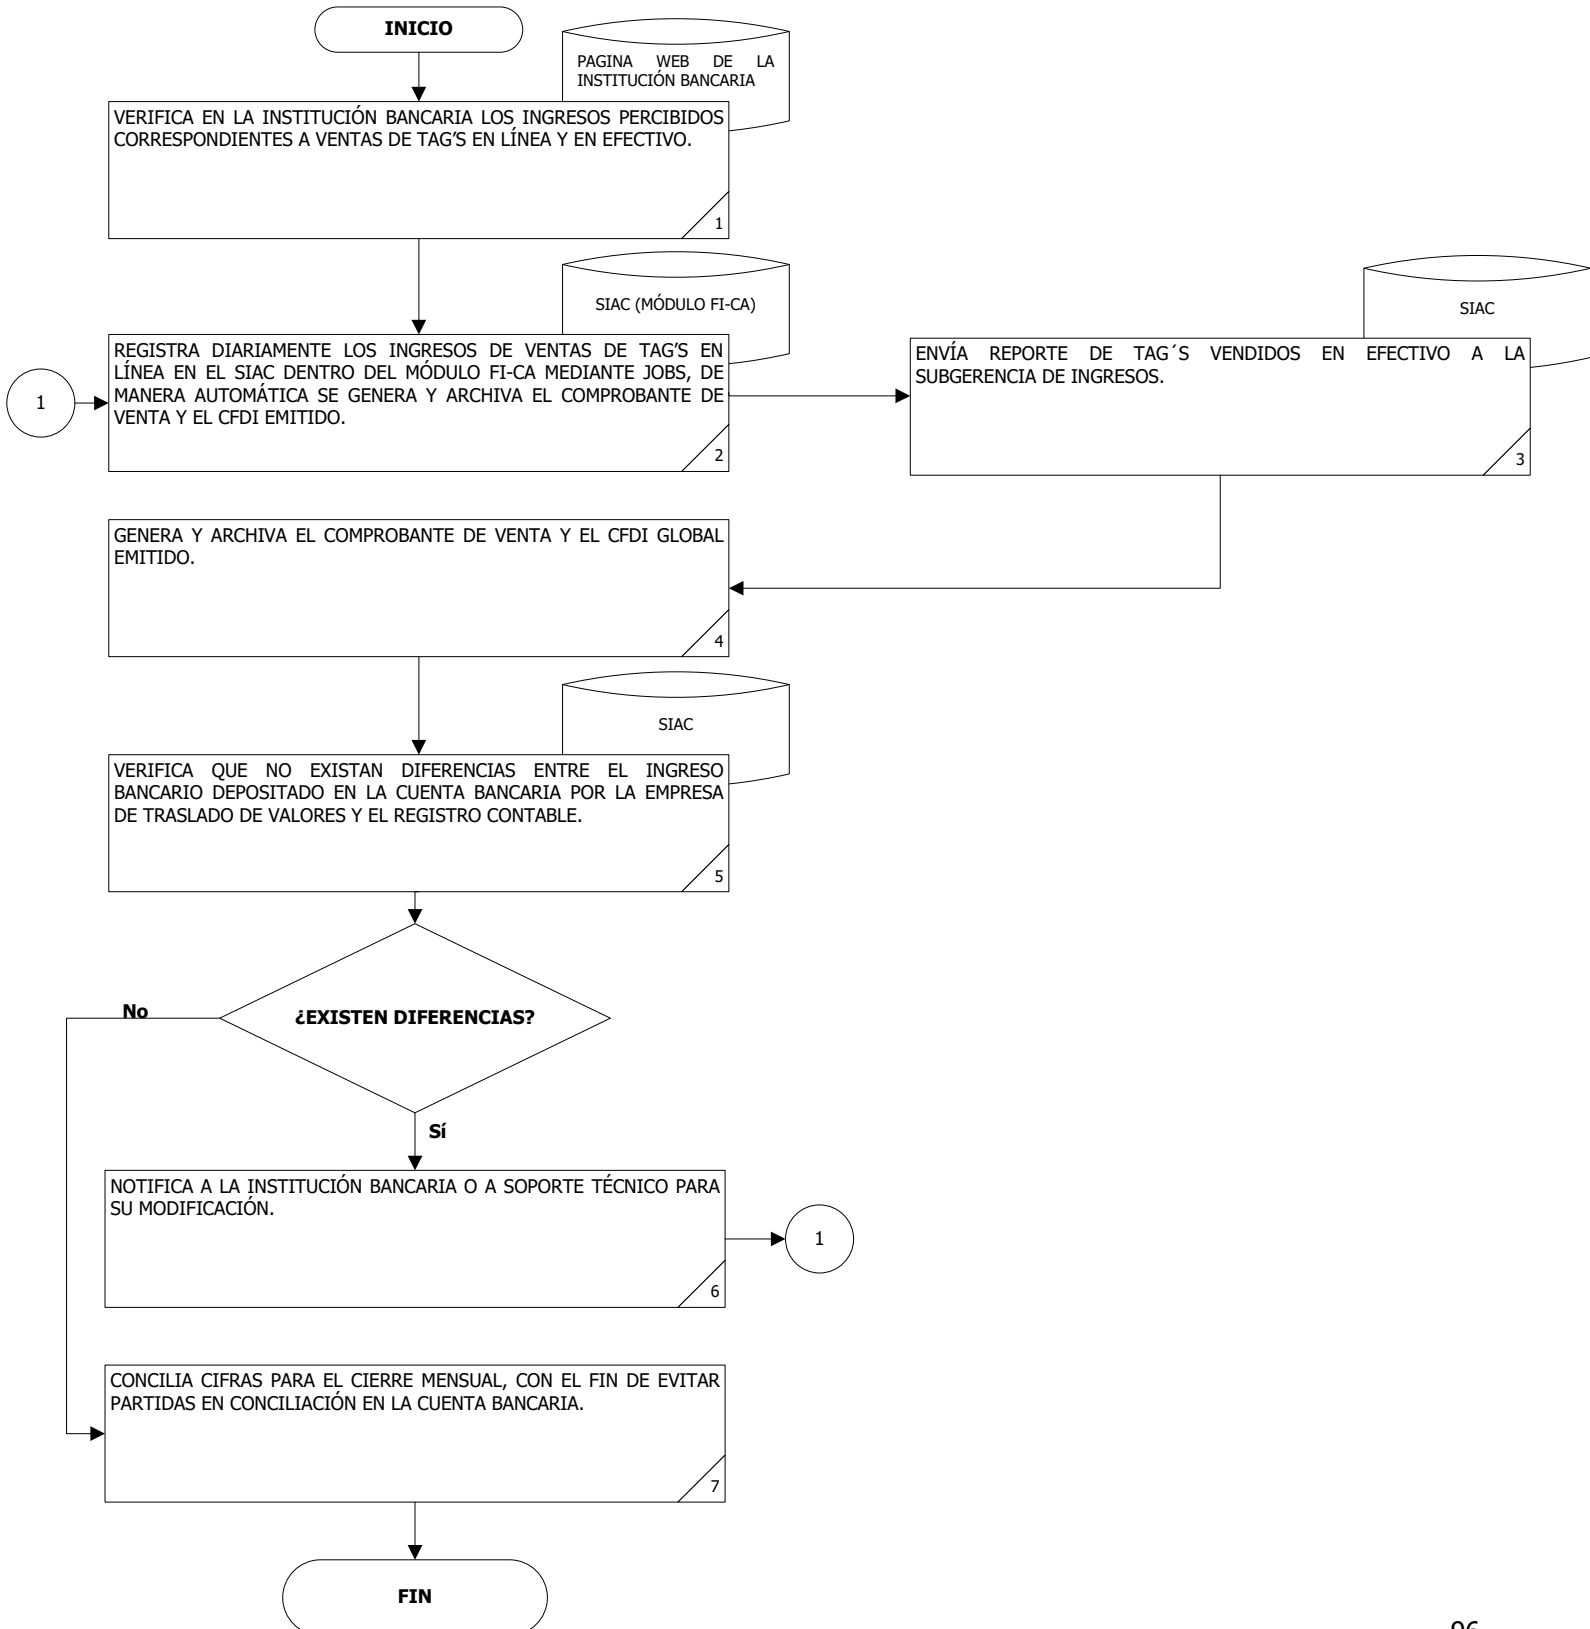 INICIO
PAGINA WEB DE LA
INSTITUCIÓN BANCARIA
VERIFICA EN LA INSTITUCIÓN BANCARIA LOS INGRESOS PERCIBIDOS
CORRESPONDIENTES A VENTAS DE TAG’S EN LÍNEA Y EN EFECTIVO.
1
SIAC (MÓDULO FI-CA)
SIAC
REGISTRA DIARIAMENTE LOS INGRESOS DE VENTAS DE TAG’S EN
LÍNEA EN EL SIAC DENTRO DEL MÓDULO FI-CA MEDIANTE JOBS, DE
MANERA AUTOMÁTICA SE GENERA Y ARCHIVA EL COMPROBANTE DE
VENTA Y EL CFDI EMITIDO.
2
1
ENVÍA REPORTE DE TAG´S VENDIDOS EN EFECTIVO A LA
SUBGERENCIA DE INGRESOS.
3
GENERA Y ARCHIVA EL COMPROBANTE DE VENTA Y EL CFDI GLOBAL
EMITIDO.
4
SIAC
VERIFICA QUE NO EXISTAN DIFERENCIAS ENTRE EL INGRESO
BANCARIO DEPOSITADO EN LA CUENTA BANCARIA POR LA EMPRESA
DE TRASLADO DE VALORES Y EL REGISTRO CONTABLE.
5
No
¿EXISTEN DIFERENCIAS?
Sí
NOTIFICA A LA INSTITUCIÓN BANCARIA O A SOPORTE TÉCNICO PARA
SU MODIFICACIÓN.
6
1
CONCILIA CIFRAS PARA EL CIERRE MENSUAL, CON EL FIN DE EVITAR
PARTIDAS EN CONCILIACIÓN EN LA CUENTA BANCARIA.
7
FIN